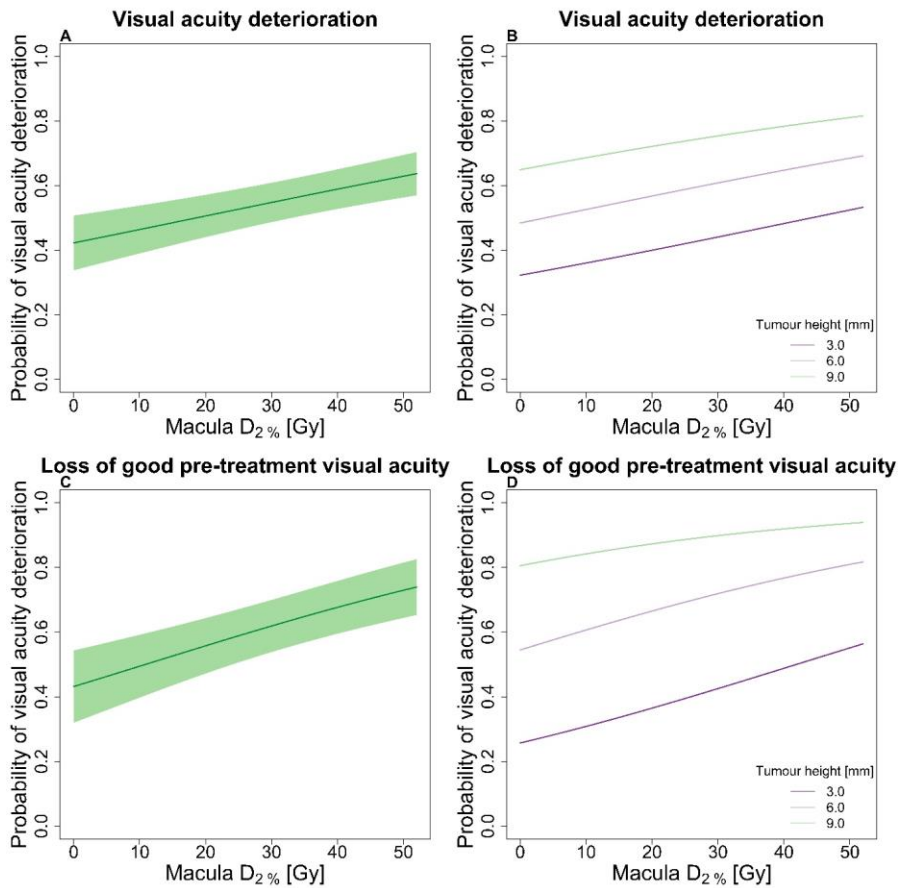 Visual acuity deterioration
A
Probability of visual acuity deterioration
1.0
0.8
0.6
0.4
0.2
0.0
0 10 20 30 40 50
Macula D2 % [Gy]
Visual acuity deterioration
B
Probability of visual acuity deterioration
1.0
0.8
0.6
0.4
0.2
0.0
Tumour height [mm]
3.0
6.0
9.0
0 10 20 30 40 50
Macula D2 % [Gy]
Loss of good pre-treatment visual acuity
C
Probability of visual acuity deterioration
1.0
0.8
0.6
0.4
0.2
0.0
0 10 20 30 40 50
Macula D2 % [Gy]
Loss of good pre-treatment visual acuity
D
Probability of visual acuity deterioration
1.0
0.8
0.6
0.4
0.2
0.0
Tumour height [mm]
3.0
6.0
9.0
0 10 20 30 40 50
Macula D2 % [Gy]